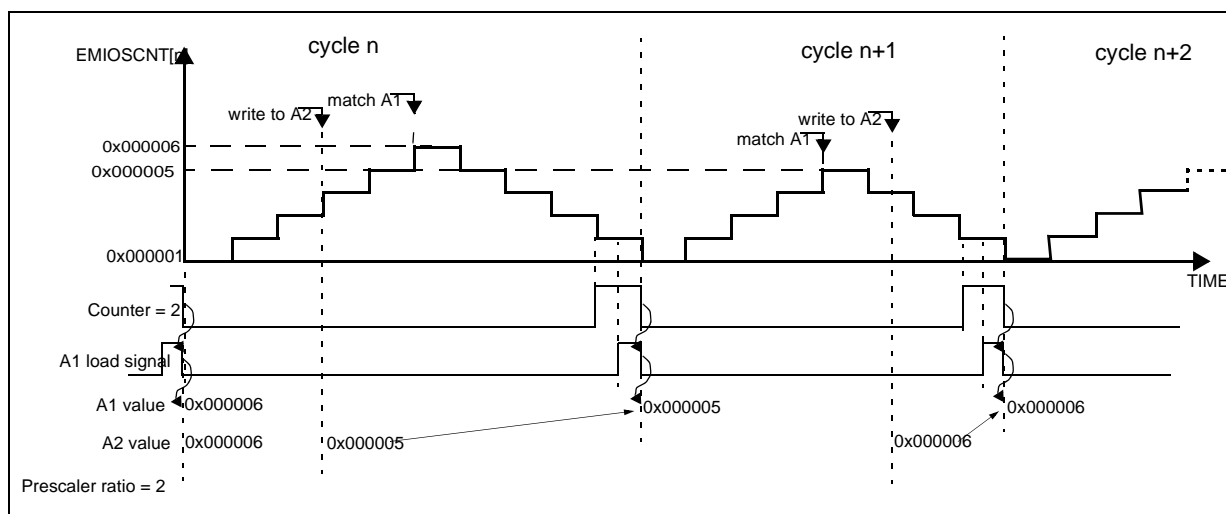 cycle n
cycle n+1
cycle n+2
EMIOSCNT[n]
write to A2
match A1
write to A2
match A1
0x000006
0x000005
0x000001
TIME
Counter = 2
A1 load signal
A1 value 0x000006 0x000005 0x000006
A2 value 0x000006 0x000005 0x000006
Prescaler ratio = 2